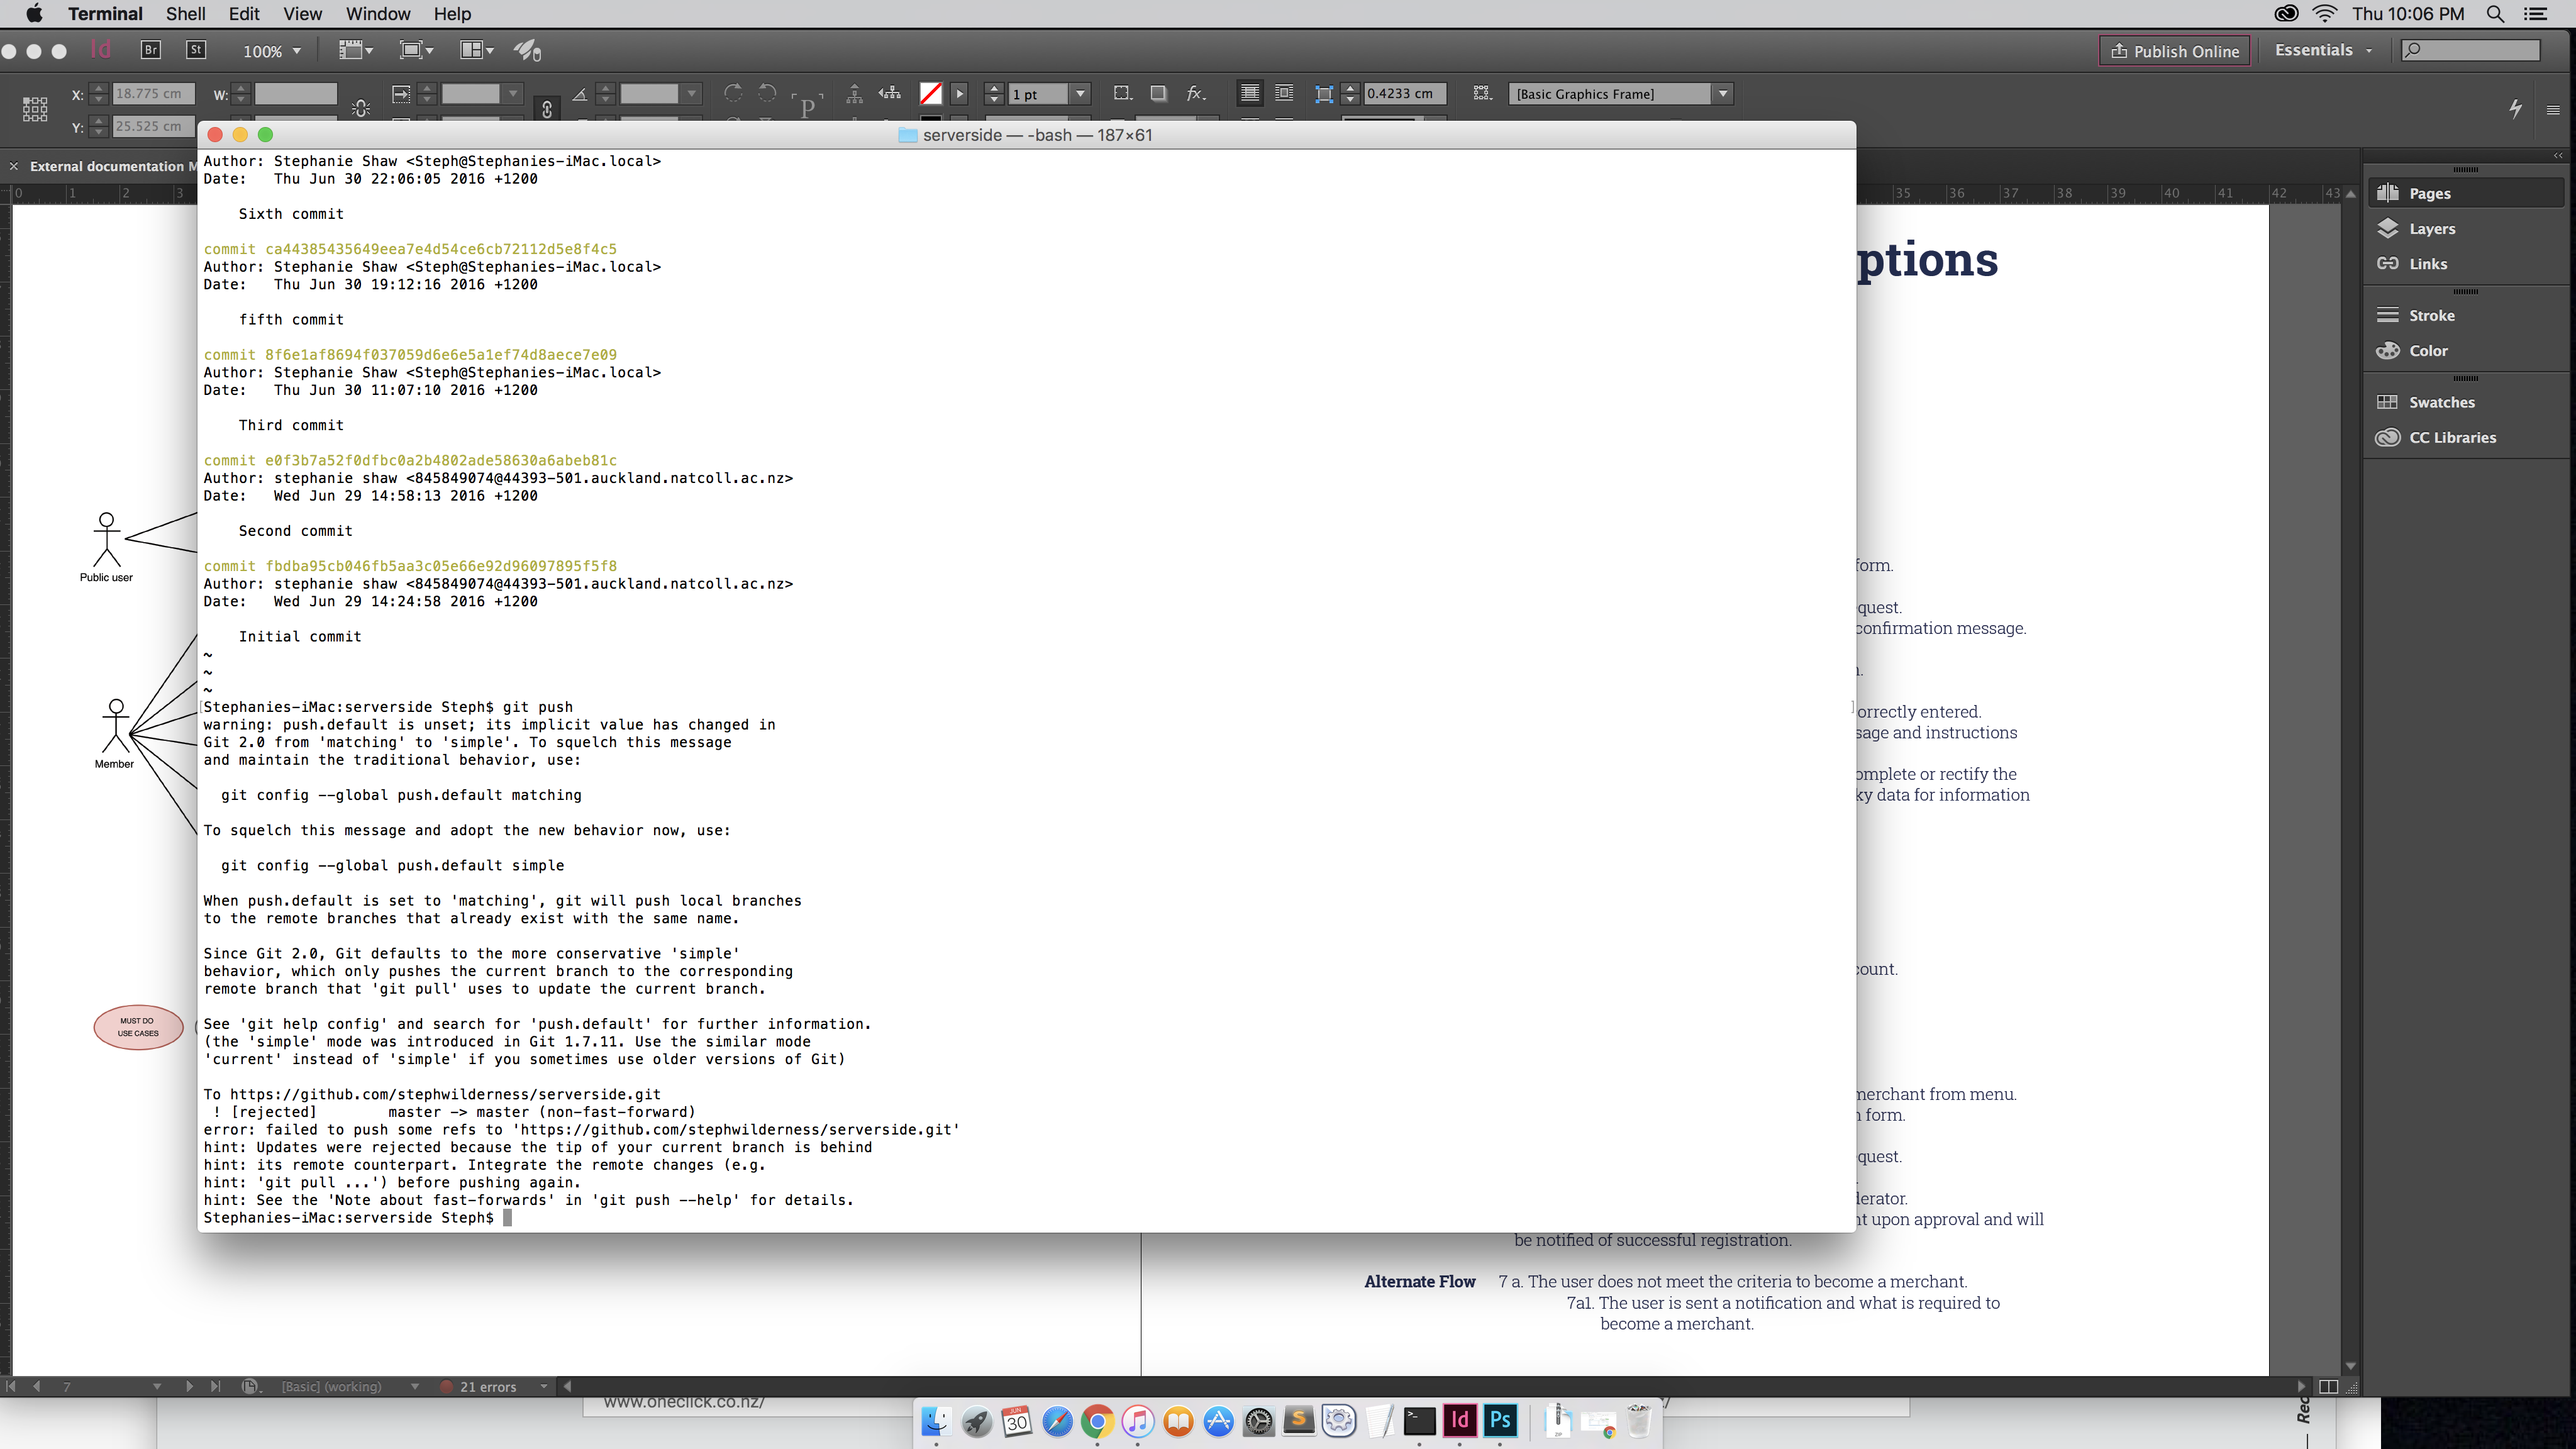 Terminal Shell Edit View Window Help
Thu 10:06 PM
Id Br St 100%
Publish Online Essentials
X: 18.775 cm W: 1 pt 0.4233 cm [Basic Graphics Frame]
Y: 25.525 cm
P
serverside — -bash — 187×61
× External documentation M
0 1 2 3 35 36 37 38 39 40 41 42 43
Author: Stephanie Shaw <Steph@Stephanies-iMac.local>
Date:   Thu Jun 30 22:06:05 2016 +1200
Sixth commit
commit ca44385435649eea7e4d54ce6cb72112d5e8f4c5
Author: Stephanie Shaw <Steph@Stephanies-iMac.local>
Date:   Thu Jun 30 19:12:16 2016 +1200
fifth commit
commit 8f6e1af8694f037059d6e6e5a1ef74d8aece7e09
Author: Stephanie Shaw <Steph@Stephanies-iMac.local>
Date:   Thu Jun 30 11:07:10 2016 +1200
Third commit
commit e0f3b7a52f0dfbc0a2b4802ade58630a6abeb81c
Author: stephanie shaw <845849074@44393-501.auckland.natcoll.ac.nz>
Date:   Wed Jun 29 14:58:13 2016 +1200
Second commit
commit fbdba95cb046fb5aa3c05e66e92d96097895f5f8
Author: stephanie shaw <845849074@44393-501.auckland.natcoll.ac.nz>
Date:   Wed Jun 29 14:24:58 2016 +1200
Initial commit
~
~
~
Stephanies-iMac:serverside Steph$ git push
warning: push.default is unset; its implicit value has changed in
Git 2.0 from 'matching' to 'simple'. To squelch this message
and maintain the traditional behavior, use:
git config --global push.default matching
To squelch this message and adopt the new behavior now, use:
git config --global push.default simple
When push.default is set to 'matching', git will push local branches
to the remote branches that already exist with the same name.
Since Git 2.0, Git defaults to the more conservative 'simple'
behavior, which only pushes the current branch to the corresponding
remote branch that 'git pull' uses to update the current branch.
See 'git help config' and search for 'push.default' for further information.
(the 'simple' mode was introduced in Git 1.7.11. Use the similar mode
'current' instead of 'simple' if you sometimes use older versions of Git)
To https://github.com/stephwilderness/serverside.git
! [rejected]        master -> master (non-fast-forward)
error: failed to push some refs to 'https://github.com/stephwilderness/serverside.git'
hint: Updates were rejected because the tip of your current branch is behind
hint: its remote counterpart. Integrate the remote changes (e.g.
hint: 'git pull ...') before pushing again.
hint: See the 'Note about fast-forwards' in 'git push --help' for details.
Stephanies-iMac:serverside Steph$
Public user
Member
MUST DO
USE CASES
ptions
form.
quest.
confirmation message.
orrectly entered.
sage and instructions
omplete or rectify the
ky data for information
count.
merchant from menu.
form.
quest.
derator.
nt upon approval and will
be notified of successful registration.
Alternate Flow 7 a. The user does not meet the criteria to become a merchant.
7a1. The user is sent a notification and what is required to
become a merchant.
Pages
Layers
Links
Stroke
Color
Swatches
CC Libraries
7 [Basic] (working) 21 errors
www.oneclick.co.nz/
Rec
JUN
30
S Id Ps
ZIP